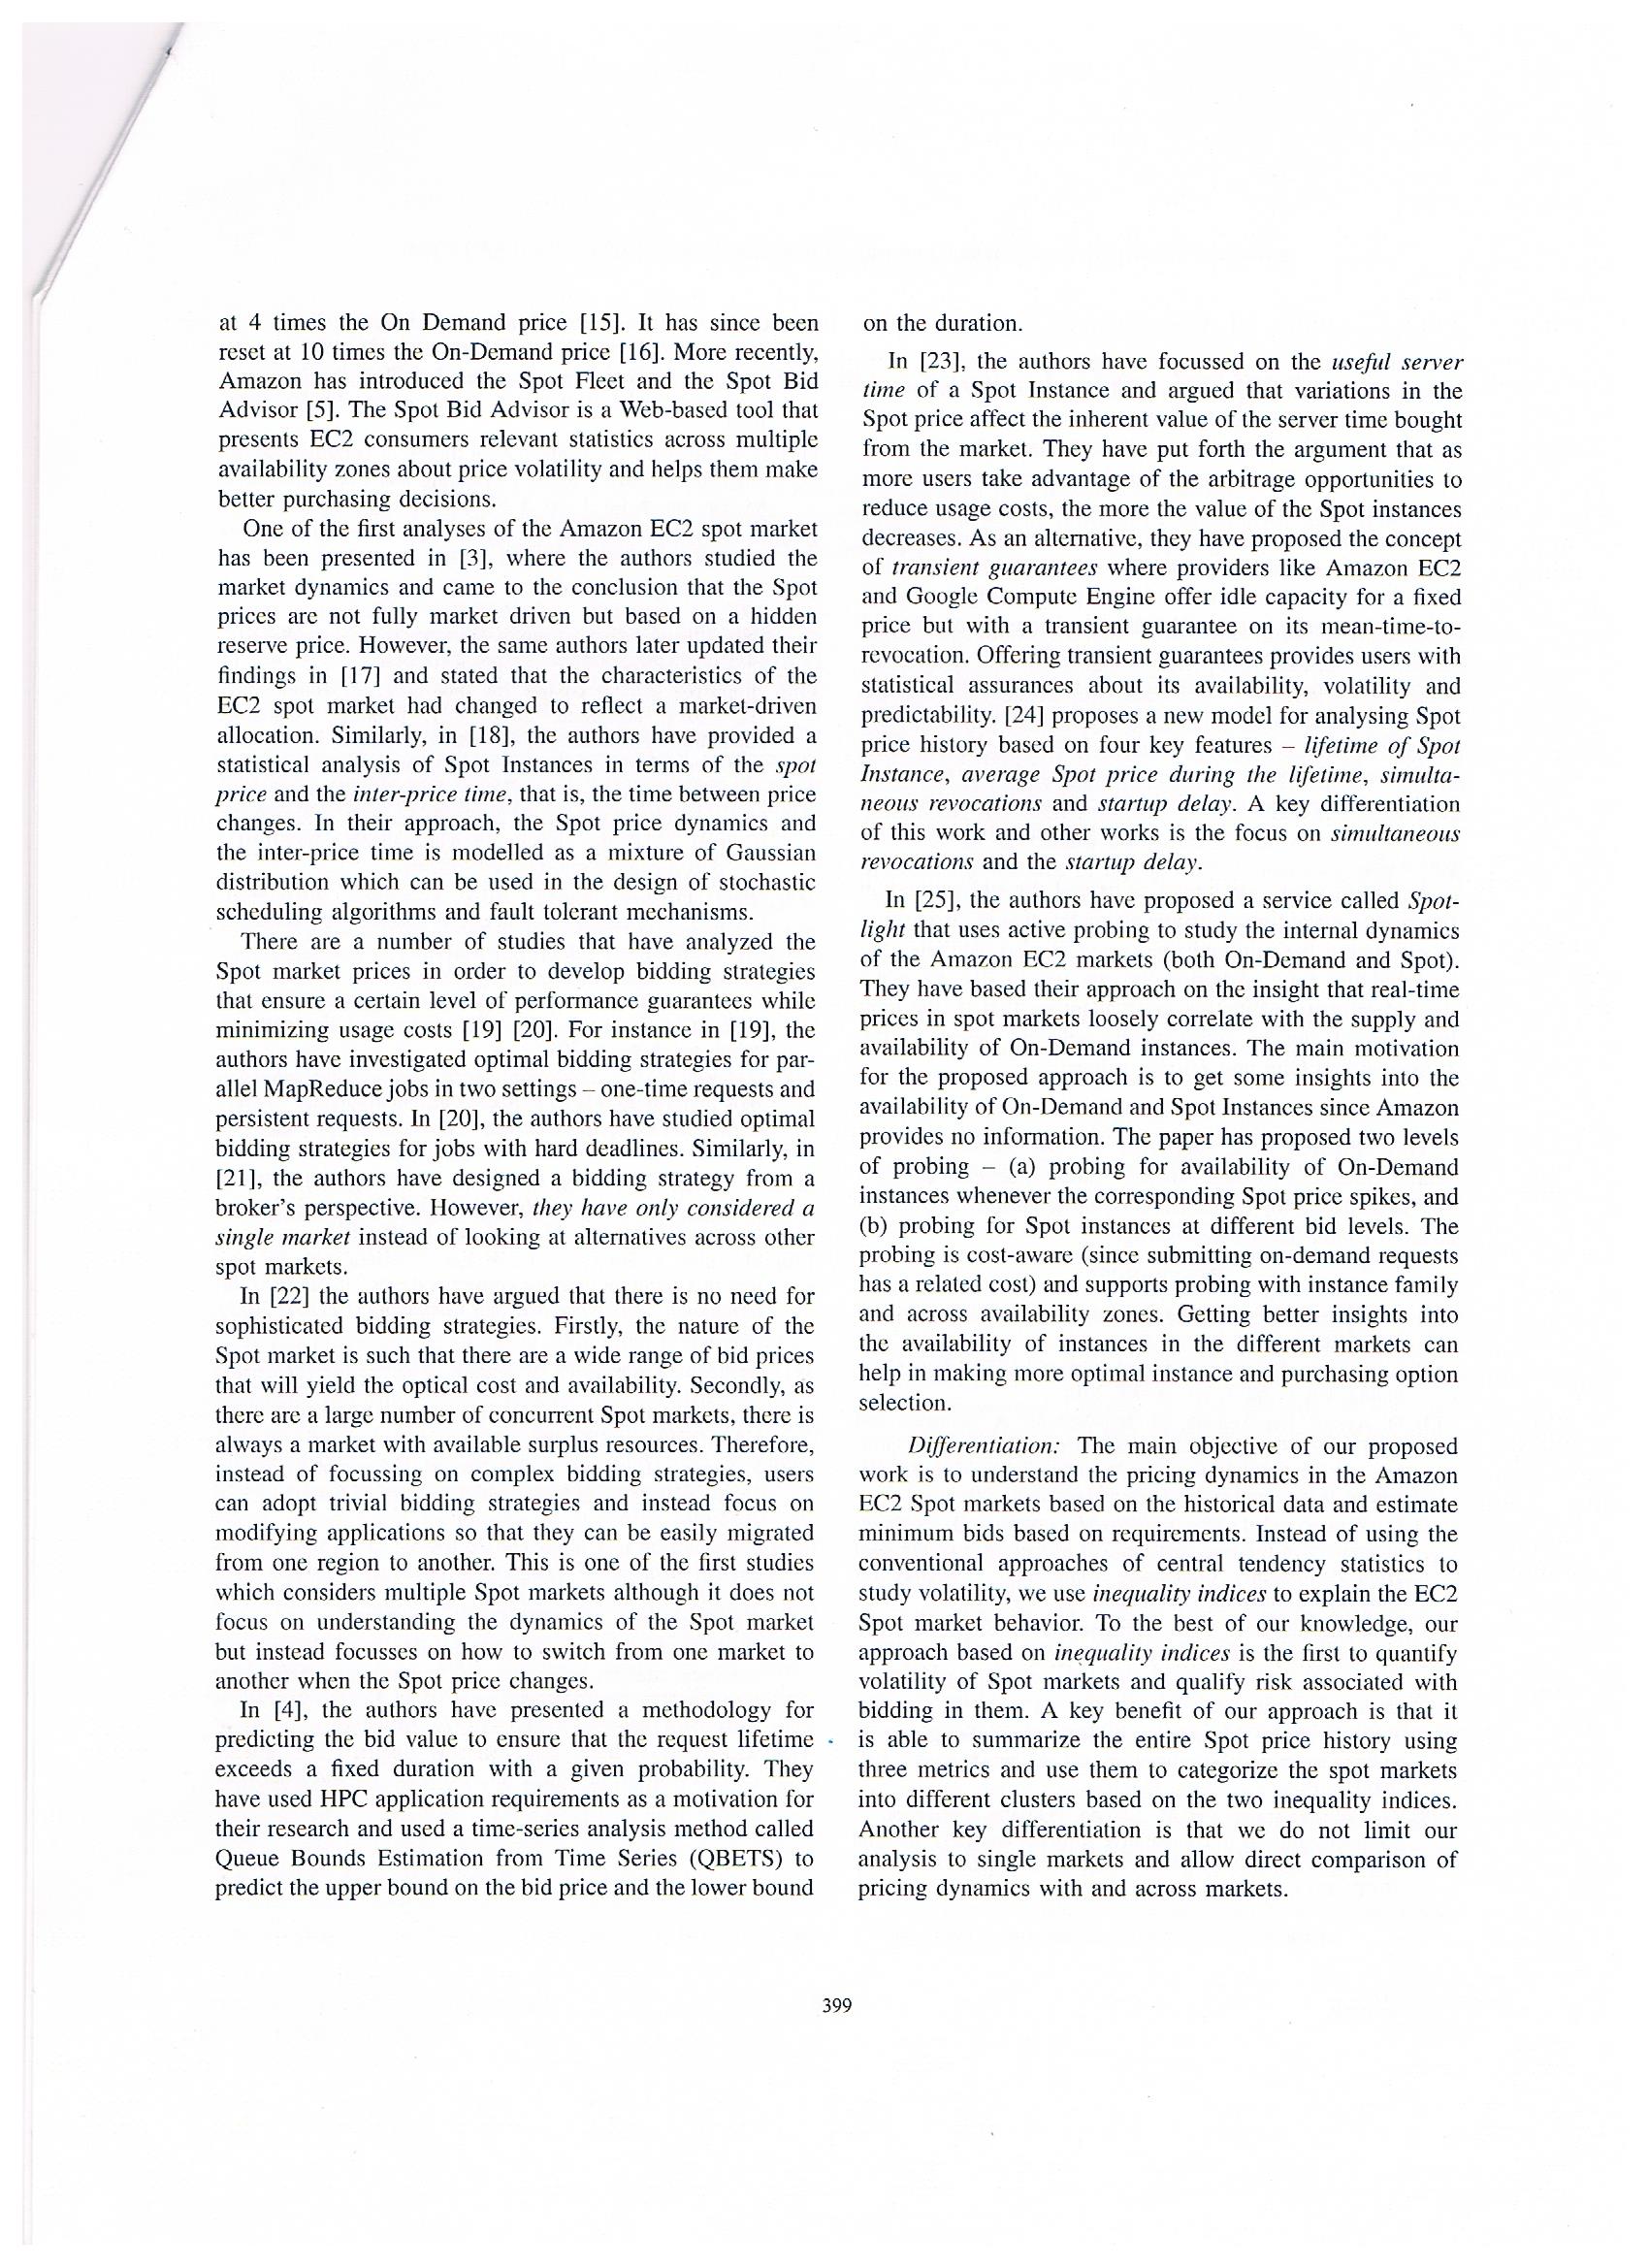 at 4 times the On Demand price [15]. It has since been
reset at 10 times the On-Demand price [16]. More recently,
Amazon has introduced the Spot Fleet and the Spot Bid
Advisor [5]. The Spot Bid Advisor is a Web-based tool that
presents EC2 consumers relevant statistics across multiple
availability zones about price volatility and helps them make
better purchasing decisions.
One of the first analyses of the Amazon EC2 spot market
has been presented in [3], where the authors studied the
market dynamics and came to the conclusion that the Spot
prices are not fully market driven but based on a hidden
reserve price. However, the same authors later updated their
findings in [17] and stated that the characteristics of the
EC2 spot market had changed to reflect a market-driven
allocation. Similarly, in [18], the authors have provided a
statistical analysis of Spot Instances in terms of the spot
price and the inter-price time, that is, the time between price
changes. In their approach, the Spot price dynamics and
the inter-price time is modelled as a mixture of Gaussian
distribution which can be used in the design of stochastic
scheduling algorithms and fault tolerant mechanisms.
There are a number of studies that have analyzed the
Spot market prices in order to develop bidding strategies
that ensure a certain level of performance guarantees while
minimizing usage costs [19] [20]. For instance in [19], the
authors have investigated optimal bidding strategies for par-
allel MapReduce jobs in two settings – one-time requests and
persistent requests. In [20], the authors have studied optimal
bidding strategies for jobs with hard deadlines. Similarly, in
[21], the authors have designed a bidding strategy from a
broker's perspective. However, they have only considered a
single market instead of looking at alternatives across other
spot markets.
In [22] the authors have argued that there is no need for
sophisticated bidding strategies. Firstly, the nature of the
Spot market is such that there are a wide range of bid prices
that will yield the optical cost and availability. Secondly, as
there are a large number of concurrent Spot markets, there is
always a market with available surplus resources. Therefore,
instead of focussing on complex bidding strategies, users
can adopt trivial bidding strategies and instead focus on
modifying applications so that they can be easily migrated
from one region to another. This is one of the first studies
which considers multiple Spot markets although it does not
focus on understanding the dynamics of the Spot market
but instead focusses on how to switch from one market to
another when the Spot price changes.
In [4], the authors have presented a methodology for
predicting the bid value to ensure that the request lifetime
exceeds a fixed duration with a given probability. They
have used HPC application requirements as a motivation for
their research and used a time-series analysis method called
Queue Bounds Estimation from Time Series (QBETS) to
predict the upper bound on the bid price and the lower bound
on the duration.
In [23], the authors have focussed on the useful server
time of a Spot Instance and argued that variations in the
Spot price affect the inherent value of the server time bought
from the market. They have put forth the argument that as
more users take advantage of the arbitrage opportunities to
reduce usage costs, the more the value of the Spot instances
decreases. As an alternative, they have proposed the concept
of transient guarantees where providers like Amazon EC2
and Google Compute Engine offer idle capacity for a fixed
price but with a transient guarantee on its mean-time-to-
revocation. Offering transient guarantees provides users with
statistical assurances about its availability, volatility and
predictability. [24] proposes a new model for analysing Spot
price history based on four key features – lifetime of Spot
Instance, average Spot price during the lifetime, simulta-
neous revocations and startup delay. A key differentiation
of this work and other works is the focus on simultaneous
revocations and the startup delay.
In [25], the authors have proposed a service called Spot-
light that uses active probing to study the internal dynamics
of the Amazon EC2 markets (both On-Demand and Spot).
They have based their approach on the insight that real-time
prices in spot markets loosely correlate with the supply and
availability of On-Demand instances. The main motivation
for the proposed approach is to get some insights into the
availability of On-Demand and Spot Instances since Amazon
provides no information. The paper has proposed two levels
of probing – (a) probing for availability of On-Demand
instances whenever the corresponding Spot price spikes, and
(b) probing for Spot instances at different bid levels. The
probing is cost-aware (since submitting on-demand requests
has a related cost) and supports probing with instance family
and across availability zones. Getting better insights into
the availability of instances in the different markets can
help in making more optimal instance and purchasing option
selection.
Differentiation: The main objective of our proposed
work is to understand the pricing dynamics in the Amazon
EC2 Spot markets based on the historical data and estimate
minimum bids based on requirements. Instead of using the
conventional approaches of central tendency statistics to
study volatility, we use inequality indices to explain the EC2
Spot market behavior. To the best of our knowledge, our
approach based on inequality indices is the first to quantify
volatility of Spot markets and qualify risk associated with
bidding in them. A key benefit of our approach is that it
is able to summarize the entire Spot price history using
three metrics and use them to categorize the spot markets
into different clusters based on the two inequality indices.
Another key differentiation is that we do not limit our
analysis to single markets and allow direct comparison of
pricing dynamics with and across markets.
399